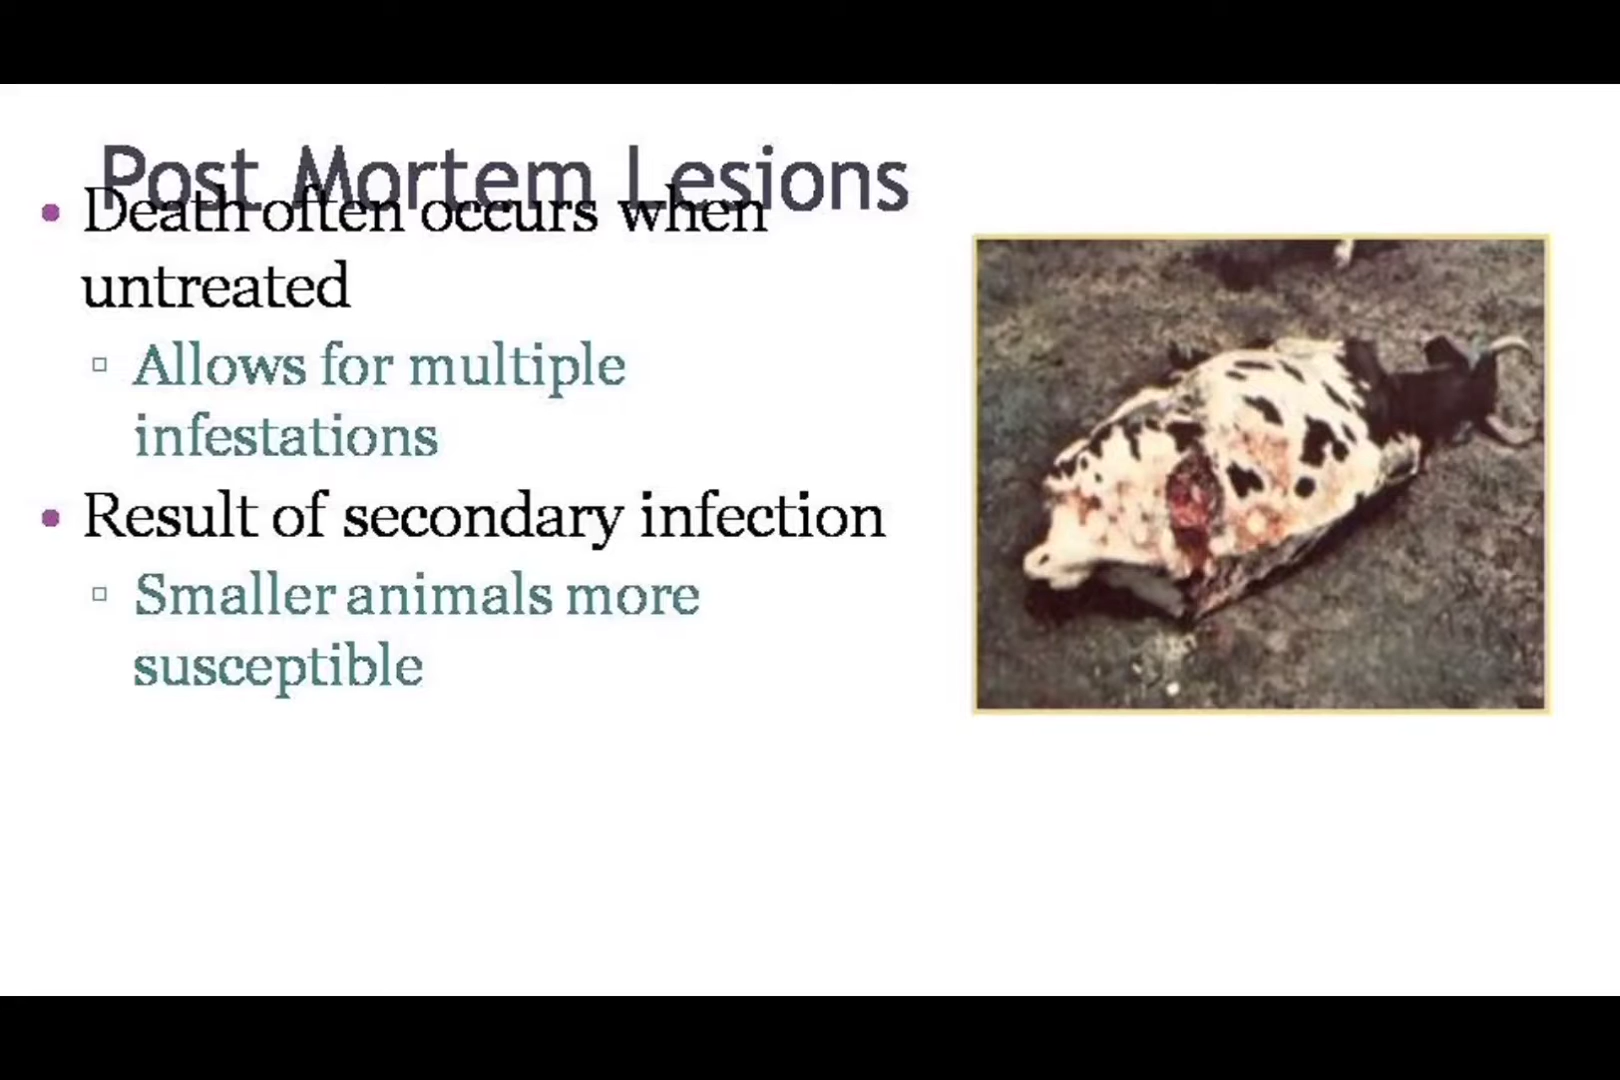 Post Mortem Lesions
• Death often occurs when
untreated
▫ Allows for multiple
infestations
• Result of secondary infection
▫ Smaller animals more
susceptible